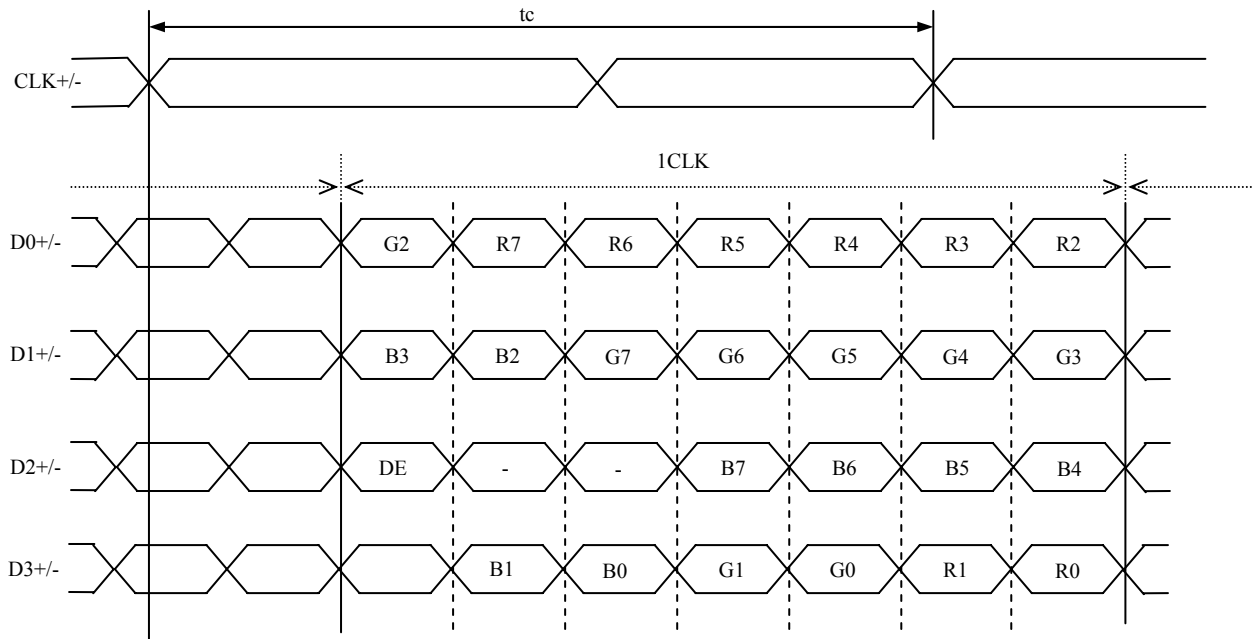 tc
CLK+/-
1CLK
D0+/- G2 R7 R6 R5 R4 R3 R2
D1+/- B3 B2 G7 G6 G5 G4 G3
D2+/- DE - - B7 B6 B5 B4
D3+/- B1 B0 G1 G0 R1 R0